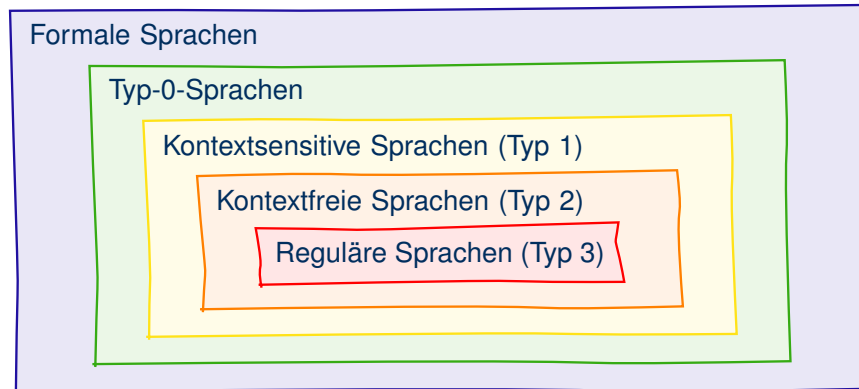 Formale Sprachen
Typ-0-Sprachen
Kontextsensitive Sprachen (Typ 1)
Kontextfreie Sprachen (Typ 2)
Reguläre Sprachen (Typ 3)